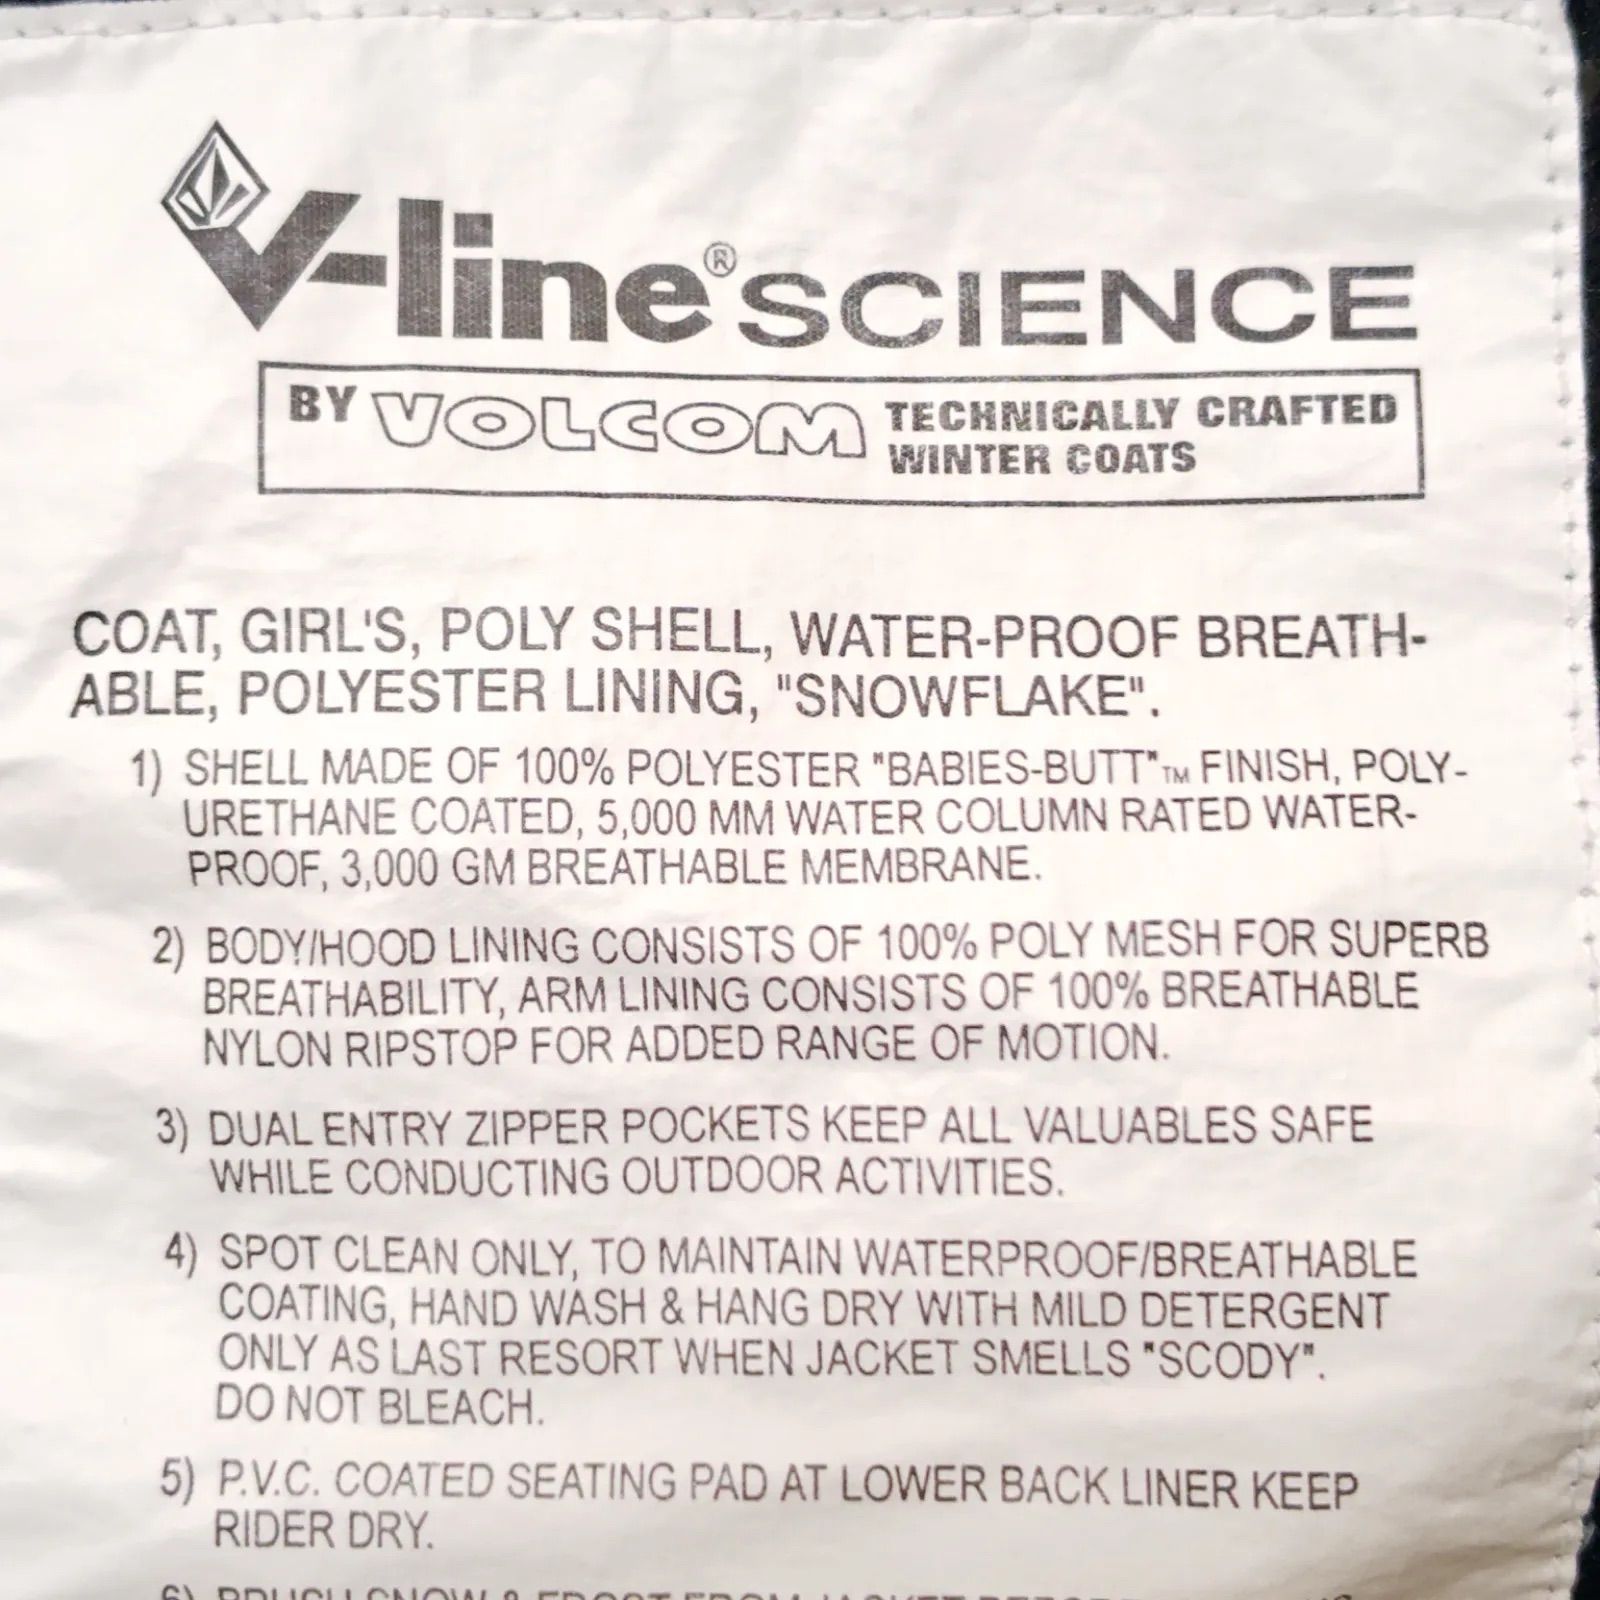 V-line® SCIENCE
BY VOLCOM TECHNICALLY CRAFTED
WINTER COATS
COAT, GIRL'S, POLY SHELL, WATER-PROOF BREATH-
ABLE, POLYESTER LINING, "SNOWFLAKE".
1) SHELL MADE OF 100% POLYESTER "BABIES-BUTT"™ FINISH, POLY-
URETHANE COATED, 5,000 MM WATER COLUMN RATED WATER-
PROOF, 3,000 GM BREATHABLE MEMBRANE.
2) BODY/HOOD LINING CONSISTS OF 100% POLY MESH FOR SUPERB
BREATHABILITY, ARM LINING CONSISTS OF 100% BREATHABLE
NYLON RIPSTOP FOR ADDED RANGE OF MOTION.
3) DUAL ENTRY ZIPPER POCKETS KEEP ALL VALUABLES SAFE
WHILE CONDUCTING OUTDOOR ACTIVITIES.
4) SPOT CLEAN ONLY, TO MAINTAIN WATERPROOF/BREATHABLE
COATING, HAND WASH & HANG DRY WITH MILD DETERGENT
ONLY AS LAST RESORT WHEN JACKET SMELLS "SCODY".
DO NOT BLEACH.
5) P.V.C. COATED SEATING PAD AT LOWER BACK LINER KEEP
RIDER DRY.
6) BRUSH SNOW & FROST FROM JACKET